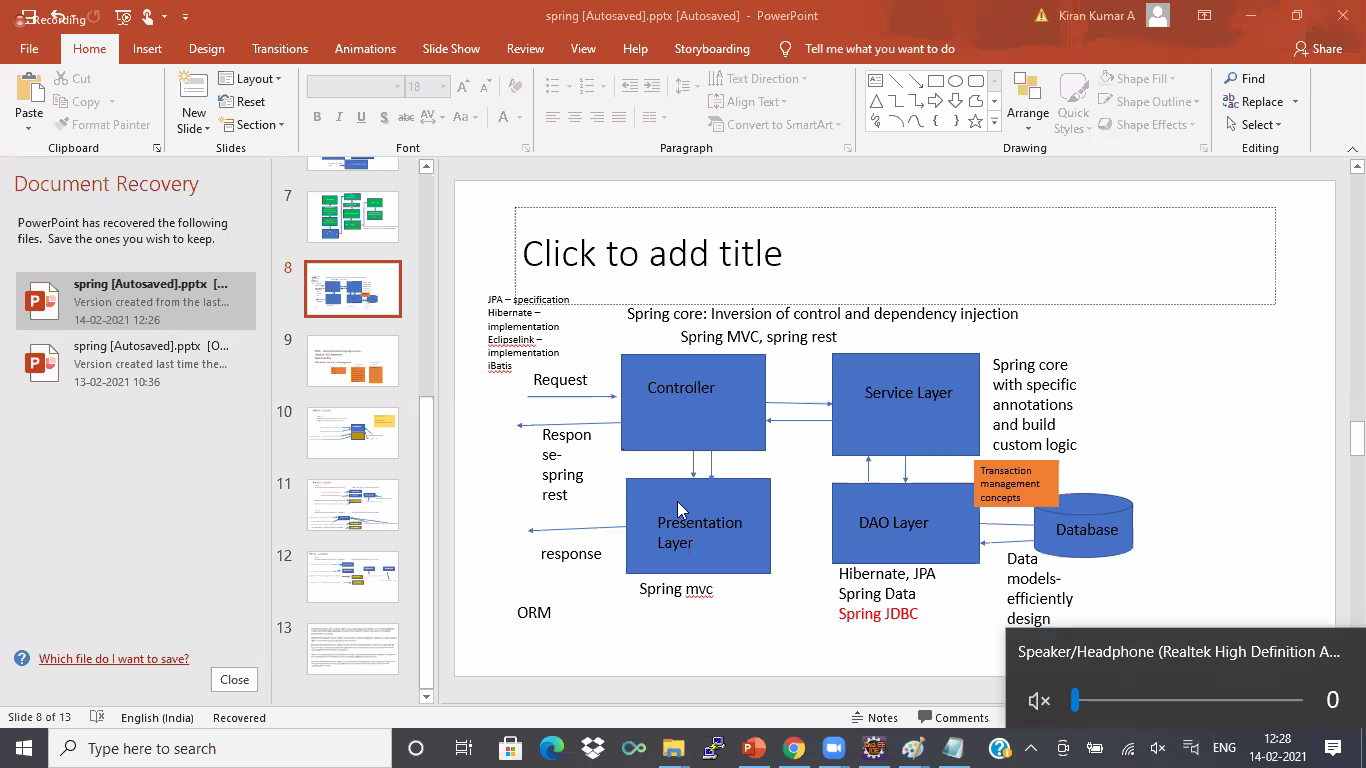 Recording
spring [Autosaved].pptx [Autosaved] - PowerPoint
Kiran Kumar A
File
Home
Insert
Design
Transitions
Animations
Slide Show
Review
View
Help
Storyboarding
Tell me what you want to do
Share
Paste
Cut
Copy
Format Painter
Clipboard
New
Slide
Layout
Reset
Section
Slides
18
B I U S abc AV Aa A
Font
Text Direction
Align Text
Convert to SmartArt
Paragraph
Arrange
Quick
Styles
Shape Fill
Shape Outline
Shape Effects
Drawing
Find
Replace
Select
Editing
Document Recovery
PowerPoint has recovered the following
files. Save the ones you wish to keep.
spring [Autosaved].pptx [...
Version created from the last...
14-02-2021 12:26
spring [Autosaved].pptx [O...
Version created last time the...
13-02-2021 10:36
Which file do I want to save?
Close
7
8
9
10
11
12
13
Click to add title
JPA – specification
Hibernate –
implementation
Eclipselink –
implementation
iBatis
Spring core: Inversion of control and dependency injection
Spring MVC, spring rest
Request
Controller
Service Layer
Spring core
with specific
annotations
and build
custom logic
Respon
se-
spring
rest
Transaction
management
concepts
Presentation
Layer
DAO Layer
Database
response
Spring mvc
Hibernate, JPA
Spring Data
Spring JDBC
Data
models-
efficiently
design
ORM
Speaker/Headphone (Realtek High Definition A...
0
Slide 8 of 13
English (India)
Recovered
Notes
Comments
Type here to search
ENG
12:28
14-02-2021